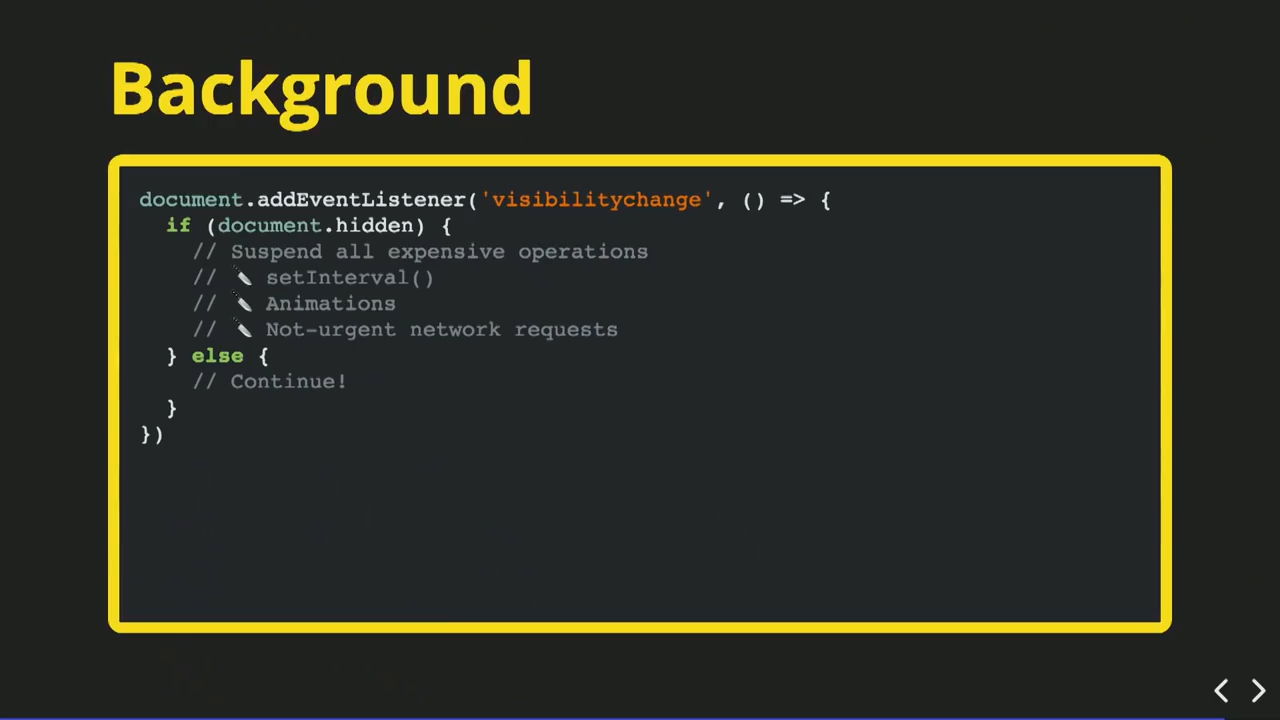 Background
document.addEventListener('visibilitychange', () => {
  if (document.hidden) {
    // Suspend all expensive operations
    // 🔪 setInterval()
    // 🔪 Animations
    // 🔪 Not-urgent network requests
  } else {
    // Continue!
  }
})